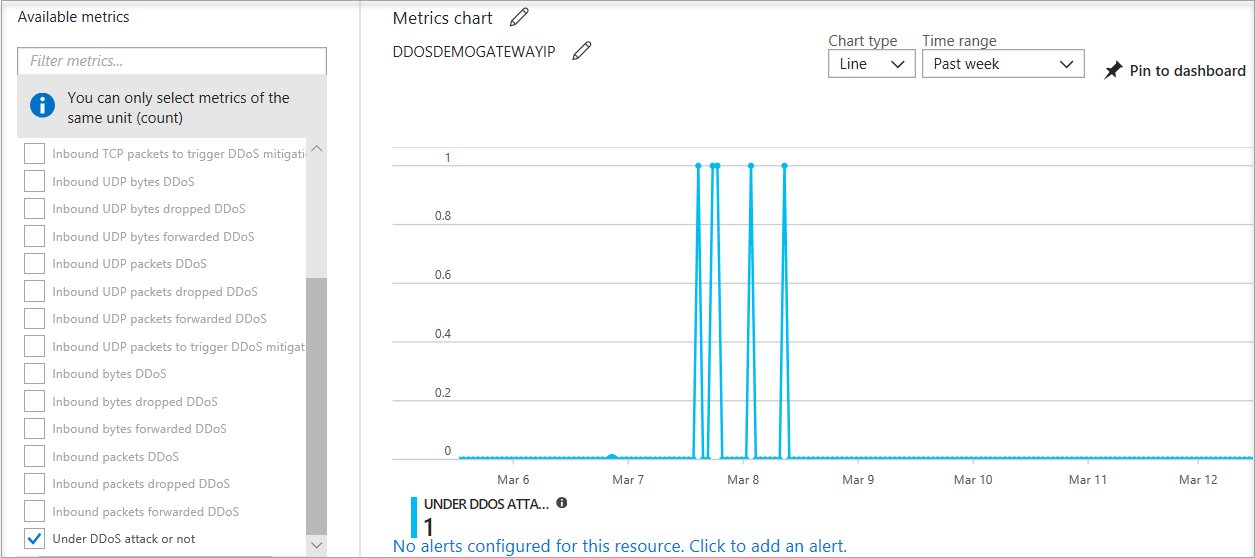 Available metrics
Filter metrics...
You can only select metrics of the
same unit (count)
Inbound TCP packets to trigger DDoS mitigati
Inbound UDP bytes DDoS
Inbound UDP bytes dropped DDoS
Inbound UDP bytes forwarded DDoS
Inbound UDP packets DDoS
Inbound UDP packets dropped DDoS
Inbound UDP packets forwarded DDoS
Inbound UDP packets to trigger DDoS mitigat
Inbound bytes DDoS
Inbound bytes dropped DDoS
Inbound bytes forwarded DDoS
Inbound packets DDoS
Inbound packets dropped DDoS
Inbound packets forwarded DDoS
Under DDoS attack or not
Metrics chart
DDOSDEMOGATEWAYIP
Chart type
Line
Time range
Past week
Pin to dashboard
1
0.8
0.6
0.4
0.2
0
Mar 6 Mar 7 Mar 8 Mar 9 Mar 10 Mar 11 Mar 12
UNDER DDOS ATTA...
1
No alerts configured for this resource. Click to add an alert.